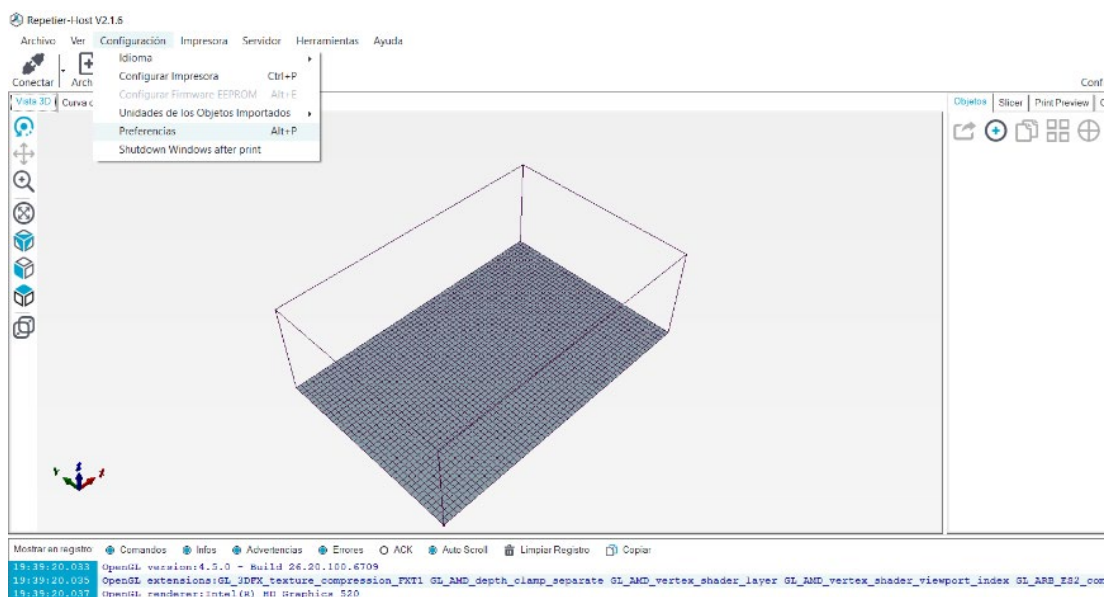 Repetier-Host V2.1.6
Archivo Ver Configuración Impresora Servidor Herramientas Ayuda
Idioma
Configurar Impresora Ctrl+P
Configurar Firmware EEPROM Alt+E
Unidades de los Objetos Importados
Preferencias Alt+P
Shutdown Windows after print
Conectar Arch
Conf
Vista 3D Curva
Objetos Slicer Print Preview
Y Z X
Mostrar en registro: Comandos Infos Advertencias Errores ACK Auto Scroll Limpiar Registro Copiar
19:39:20.033 OpenGL version:4.5.0 - Build 26.20.100.6709
19:39:20.035 OpenGL extensions:GL_3DFX_texture_compression_FXT1 GL_AMD_depth_clamp_separate GL_AMD_vertex_shader_layer GL_AMD_vertex_shader_viewport_index GL_ARB_ES2_com
19:39:20.037 OpenGL renderer:Intel(R) HD Graphics 520